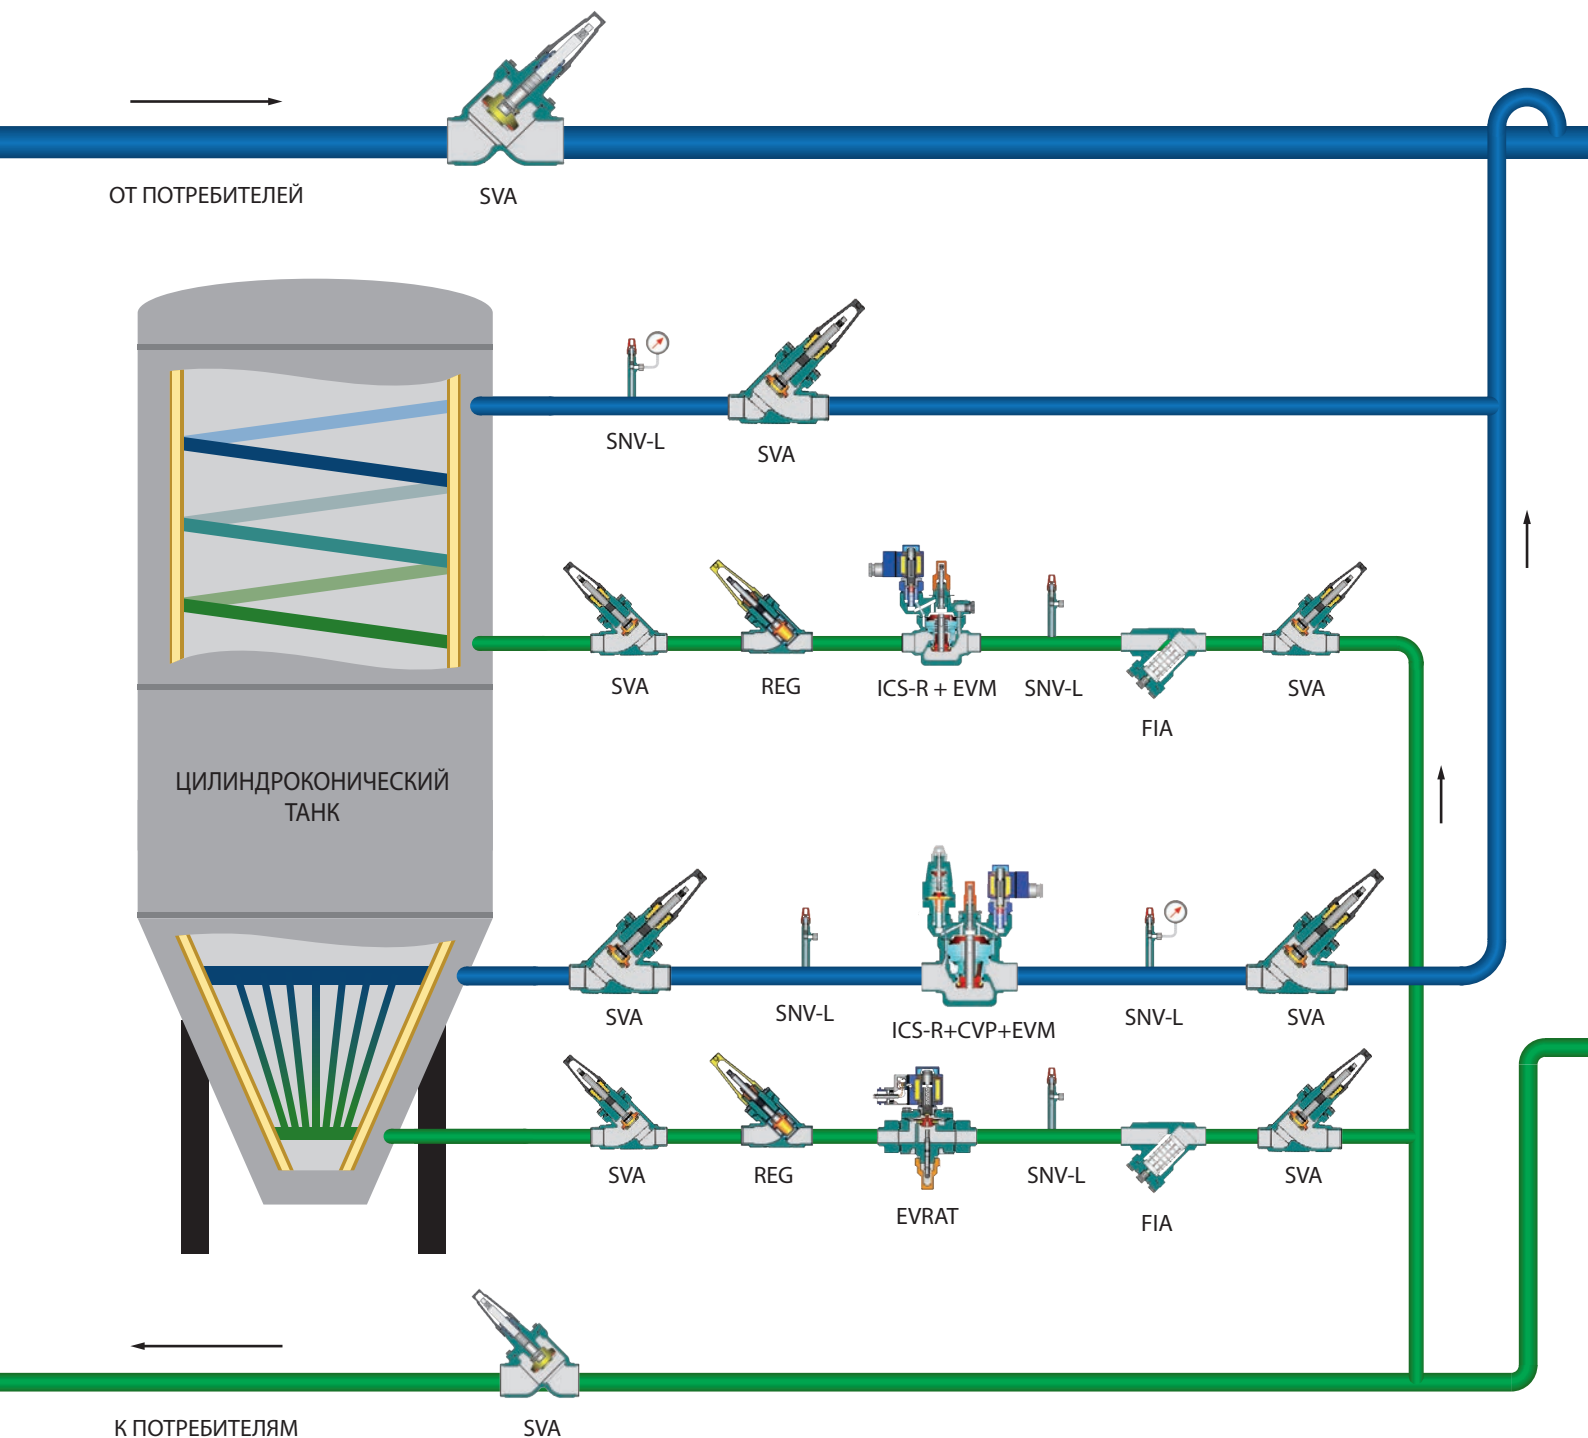 ОТ ПОТРЕБИТЕЛЕЙ
SVA
SNV-L
SVA
SVA
REG
ICS-R + EVM
SNV-L
FIA
SVA
ЦИЛИНДРОКОНИЧЕСКИЙ
ТАНК
SVA
SNV-L
ICS-R+CVP+EVM
SNV-L
SVA
SVA
REG
EVRAT
SNV-L
FIA
SVA
К ПОТРЕБИТЕЛЯМ
SVA